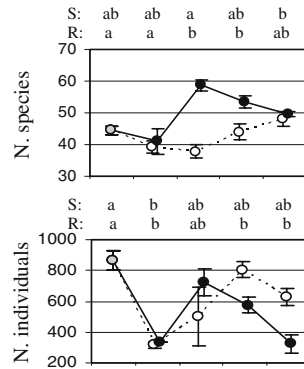 S: ab ab a ab b
R: a a b b ab
70
60
50
40
30
N. species
S: a b ab ab ab
R: a b ab b ab
1000
800
600
400
200
N. individuals